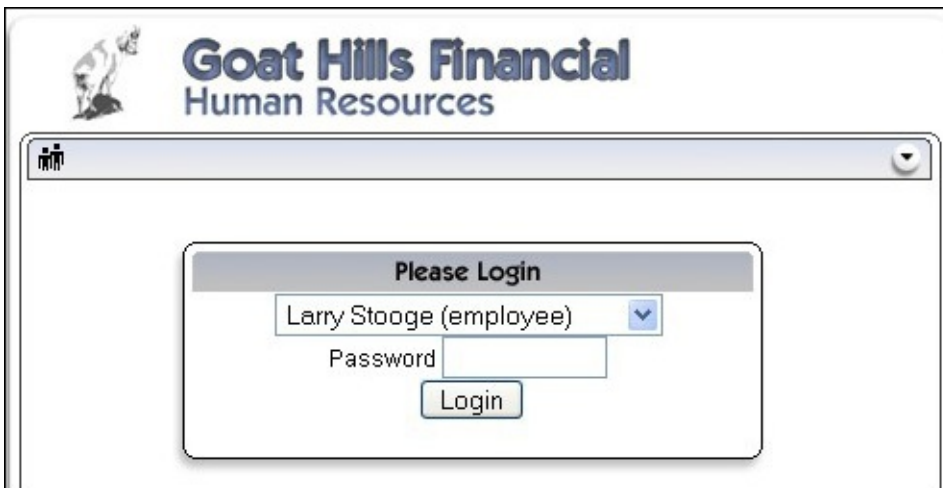 Goat Hills Financial
Human Resources
Please Login
Larry Stooge (employee)
Password
Login